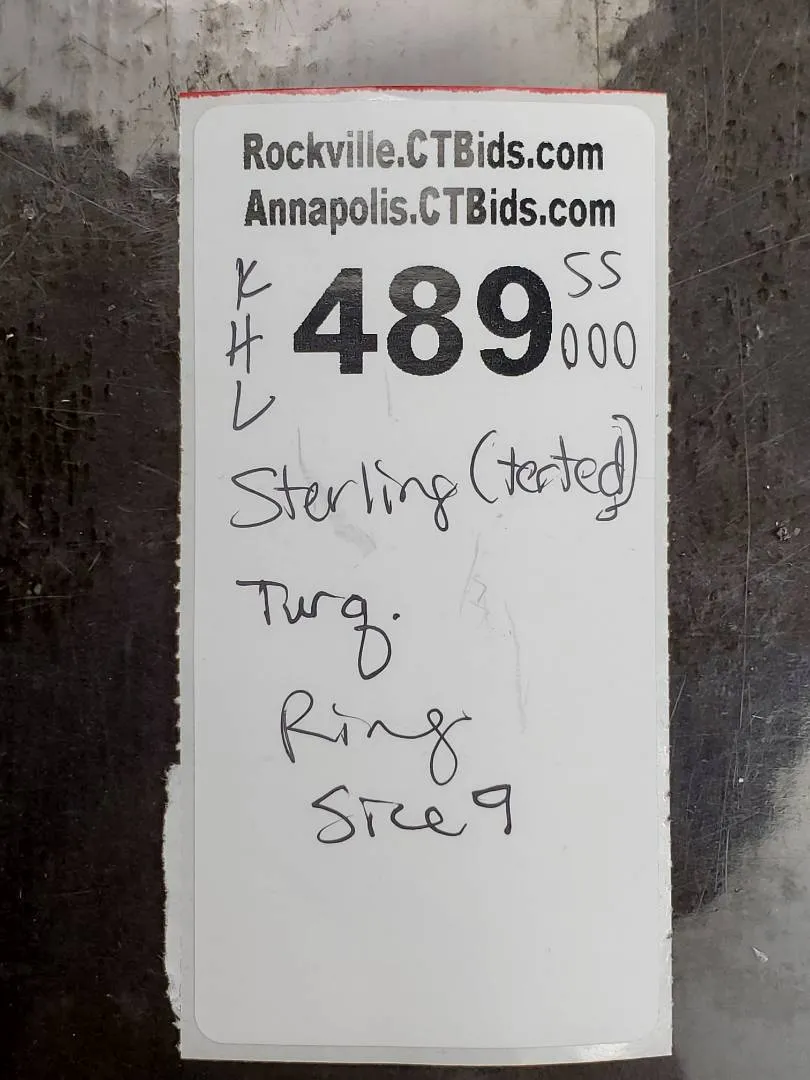 Rockville.CTBids.com
Annapolis.CTBids.com
K 489 SS
H 000
L
Sterling (tested)
Turq.
Ring
Size 9